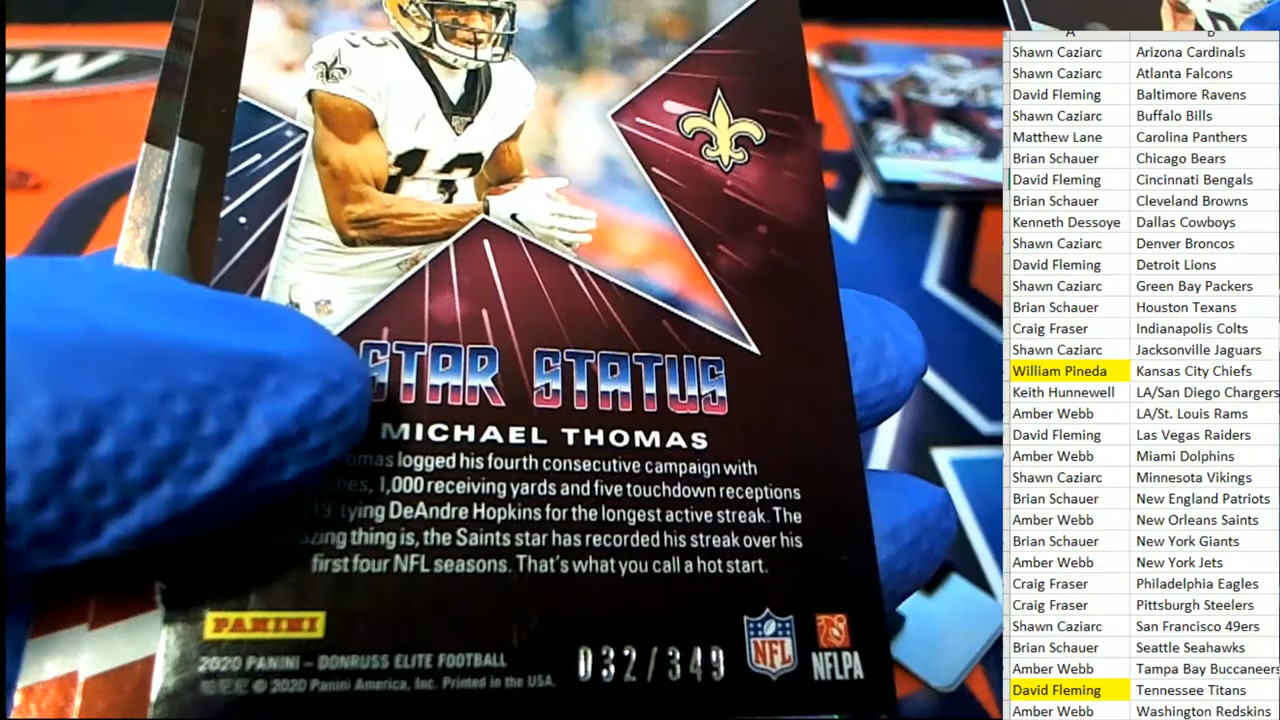 STAR STATUS
MICHAEL THOMAS
logged his fourth consecutive campaign with
1,000 receiving yards and five touchdown receptions
tying DeAndre Hopkins for the longest active streak. The
thing is, the Saints star has recorded his streak over his
first four NFL seasons. That's what you call a hot start.
PANINI
2020 PANINI – DONRUSS ELITE FOOTBALL
© 2020 Panini America, Inc. Printed in the USA.
032/349
NFL
NFLPA
13
A B
Shawn Caziarc Arizona Cardinals
Shawn Caziarc Atlanta Falcons
David Fleming Baltimore Ravens
Shawn Caziarc Buffalo Bills
Matthew Lane Carolina Panthers
Brian Schauer Chicago Bears
David Fleming Cincinnati Bengals
Brian Schauer Cleveland Browns
Kenneth Dessoye Dallas Cowboys
Shawn Caziarc Denver Broncos
David Fleming Detroit Lions
Shawn Caziarc Green Bay Packers
Brian Schauer Houston Texans
Craig Fraser Indianapolis Colts
Shawn Caziarc Jacksonville Jaguars
William Pineda Kansas City Chiefs
Keith Hunnewell LA/San Diego Chargers
Amber Webb LA/St. Louis Rams
David Fleming Las Vegas Raiders
Amber Webb Miami Dolphins
Shawn Caziarc Minnesota Vikings
Brian Schauer New England Patriots
Amber Webb New Orleans Saints
Brian Schauer New York Giants
Amber Webb New York Jets
Craig Fraser Philadelphia Eagles
Craig Fraser Pittsburgh Steelers
Shawn Caziarc San Francisco 49ers
Brian Schauer Seattle Seahawks
Amber Webb Tampa Bay Buccaneers
David Fleming Tennessee Titans
Amber Webb Washington Redskins